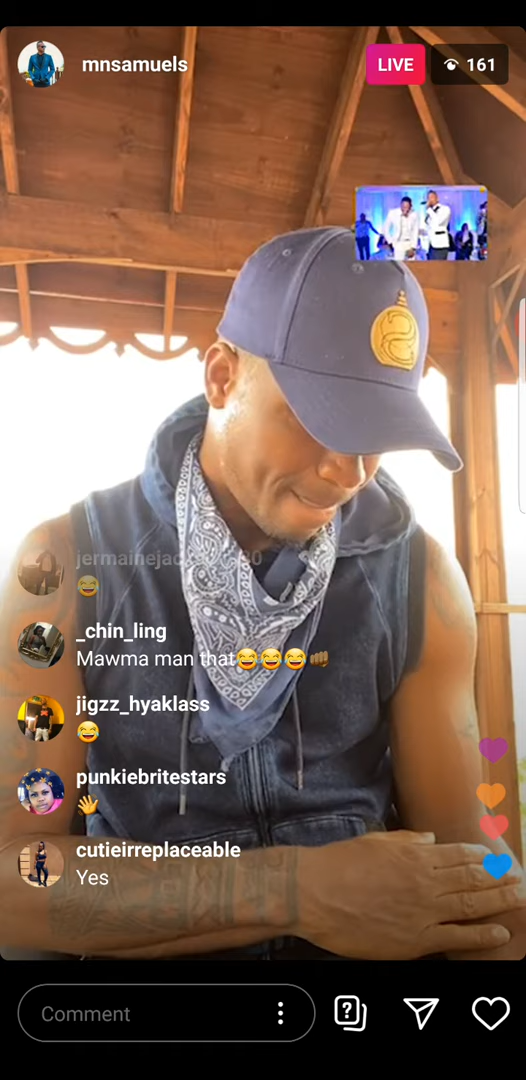 mnsamuels
LIVE
161
_chin_ling
Mawma man that😂😂😂👊🏾
jigzz_hyaklass
😂
punkiebritestars
👋
cutieirreplaceable
Yes
Comment